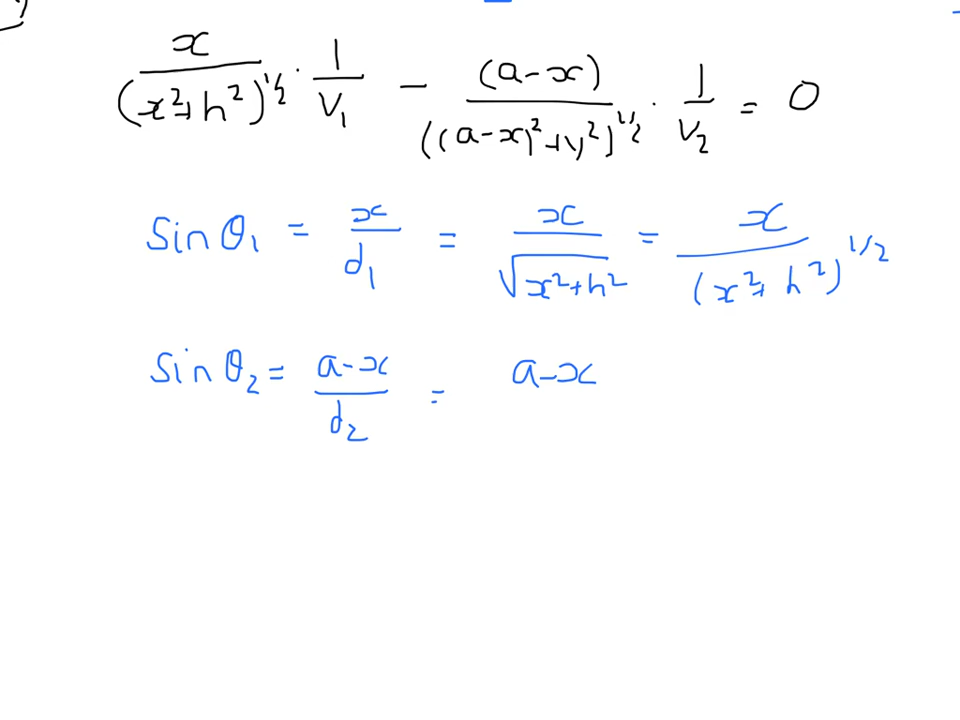 x/(x²+h²)^1/2 · 1/V₁ − (a−x)/((a−x)²+y²)^1/2 · 1/V₂ = 0
Sin θ₁ = x/d₁ = x/√x²+h² = x/(x²+h²)^1/2
Sin θ₂ = a−x/d₂ = a−x